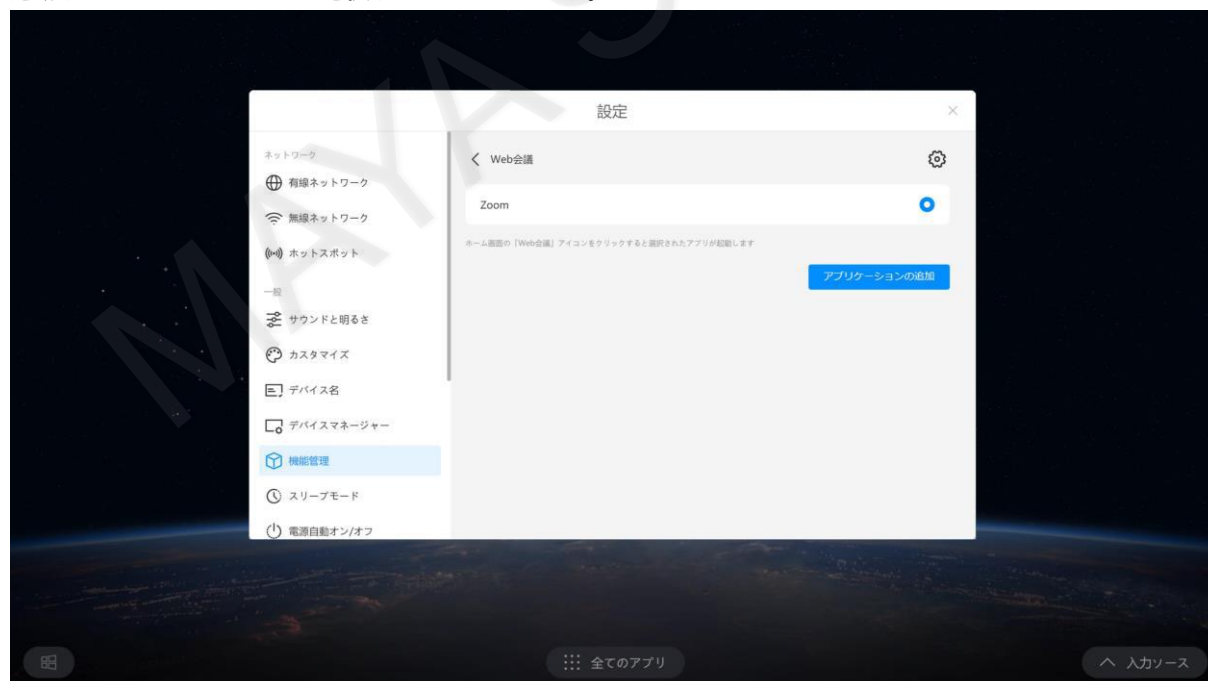 設定
ネットワーク
有線ネットワーク
無線ネットワーク
ホットスポット
一般
サウンドと明るさ
カスタマイズ
デバイス名
デバイスマネージャー
機能管理
スリープモード
電源自動オン/オフ
Web会議
Zoom
ホーム画面の「Web会議」アイコンをクリックすると選択されたアプリが起動します
アプリケーションの追加
全てのアプリ
入力ソース
MAYA